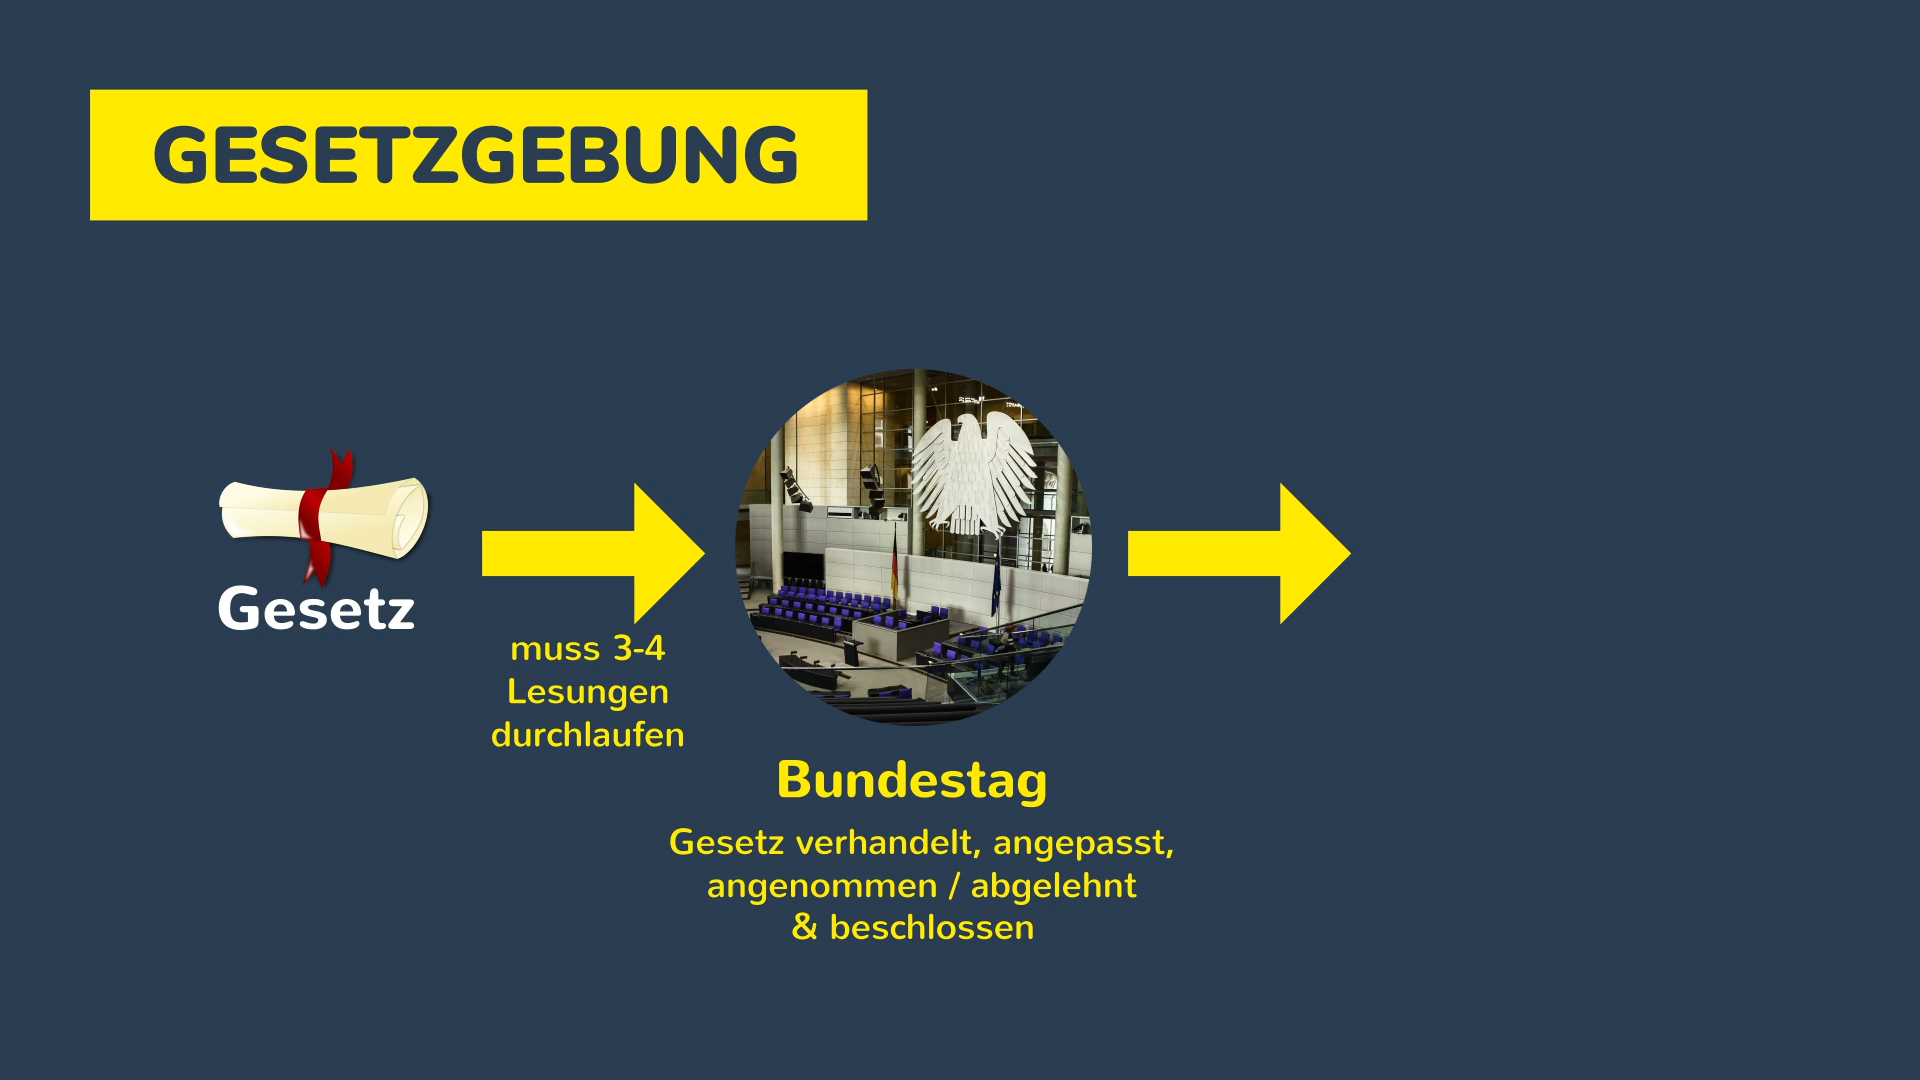 GESETZGEBUNG
Gesetz
muss 3-4
Lesungen
durchlaufen
Bundestag
Gesetz verhandelt, angepasst,
angenommen / abgelehnt
& beschlossen